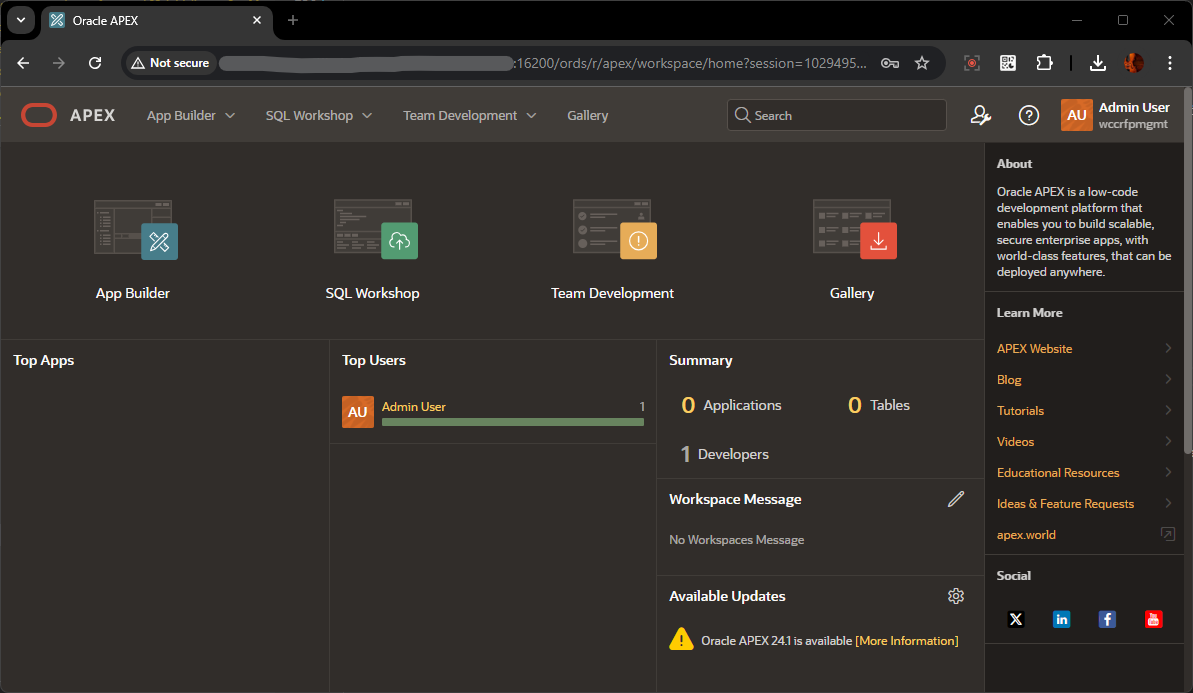 Oracle APEX
Not secure
:16200/ords/r/apex/workspace/home?session=1029495...
APEX
App Builder
SQL Workshop
Team Development
Gallery
Search
AU
Admin User
wccrfpmgmt
App Builder
SQL Workshop
Team Development
Gallery
Top Apps
Top Users
AU
Admin User
1
Summary
0 Applications
0 Tables
1 Developers
Workspace Message
No Workspaces Message
Available Updates
Oracle APEX 24.1 is available [More Information]
About
Oracle APEX is a low-code
development platform that
enables you to build scalable,
secure enterprise apps, with
world-class features, that can be
deployed anywhere.
Learn More
APEX Website
Blog
Tutorials
Videos
Educational Resources
Ideas & Feature Requests
apex.world
Social